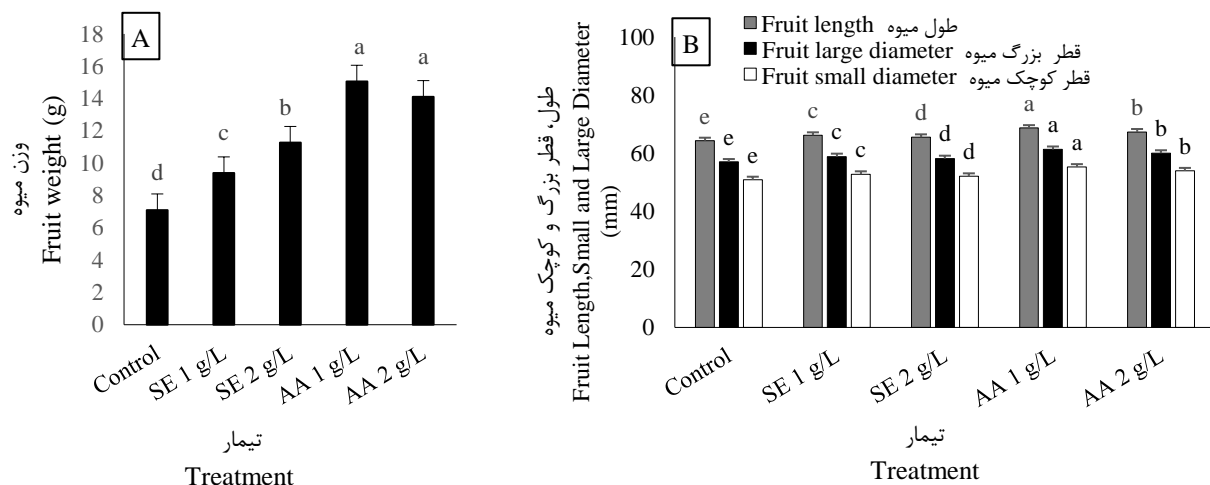 A
وزن میوه
Fruit weight (g)
18
16
14
12
10
8
6
4
2
0
d
c
b
a
a
Control
SE 1 g/L
SE 2 g/L
AA 1 g/L
AA 2 g/L
تیمار
Treatment
B
Fruit length طول میوه
Fruit large diameter قطر بزرگ میوه
Fruit small diameter قطر کوچک میوه
طول، قطر بزرگ و کوچک میوه
Fruit Length,Small and Large Diameter
(mm)
100
80
60
40
20
0
e e e
c c c
d d d
a a a
b b b
Control
SE 1 g/L
SE 2 g/L
AA 1 g/L
AA 2 g/L
تیمار
Treatment